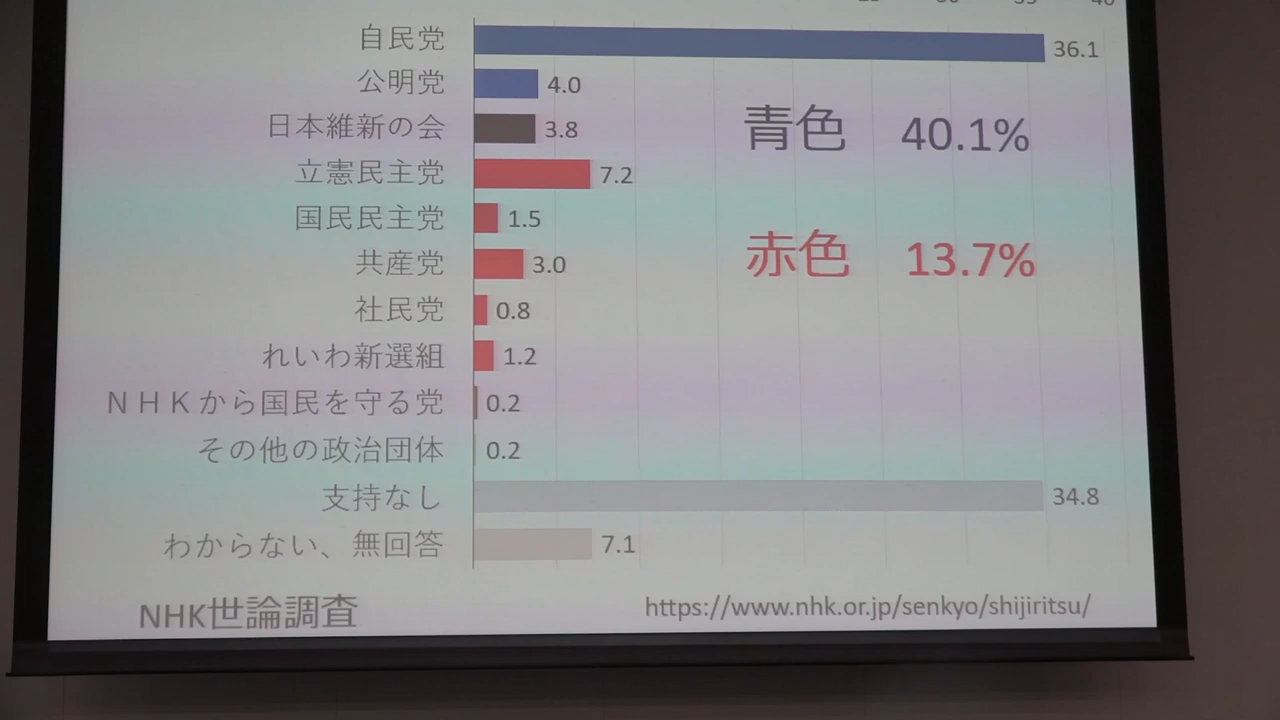 自民党 36.1
公明党 4.0
日本維新の会 3.8
青色 40.1%
立憲民主党 7.2
国民民主党 1.5
共産党 3.0
赤色 13.7%
社民党 0.8
れいわ新選組 1.2
ＮＨＫから国民を守る党 0.2
その他の政治団体 0.2
支持なし 34.8
わからない、無回答 7.1
NHK世論調査
https://www.nhk.or.jp/senkyo/shijiritsu/